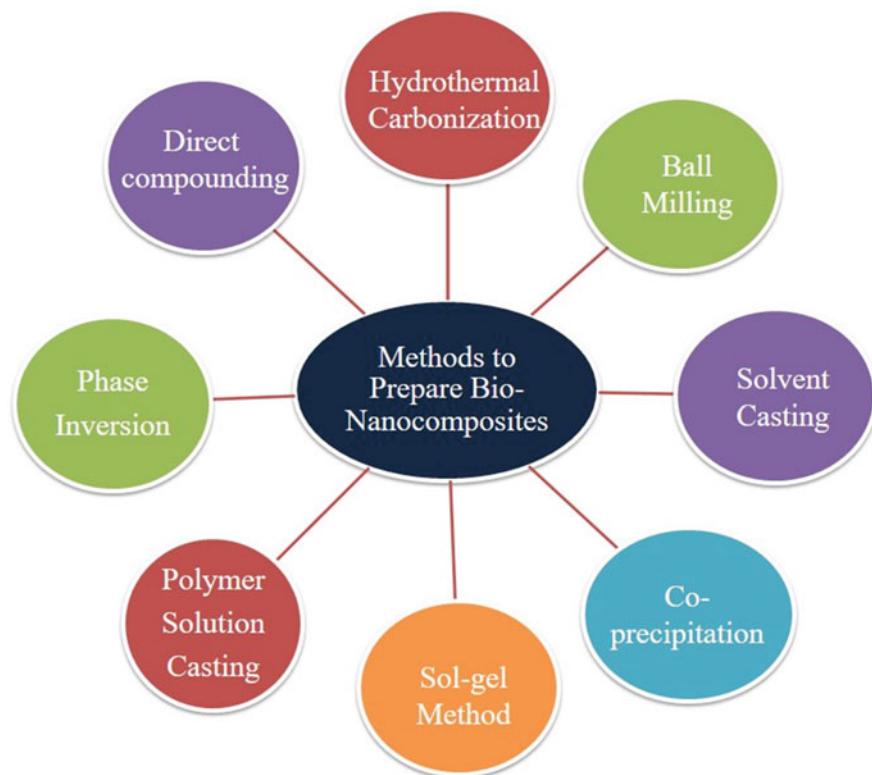 Hydrothermal
Carbonization
Ball
Milling
Solvent
Casting
Co-
precipitation
Sol-gel
Method
Polymer
Solution
Casting
Phase
Inversion
Direct
compounding
Methods to
Prepare Bio-
Nanocomposites